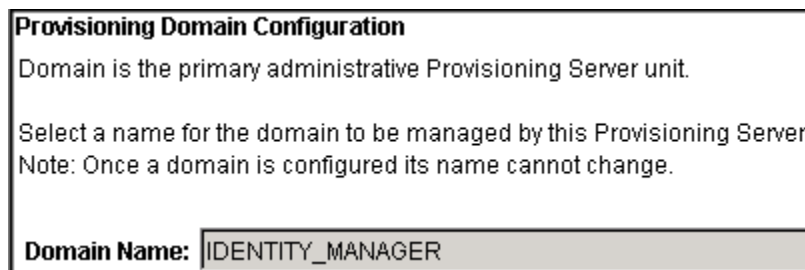 Provisioning Domain Configuration
Domain is the primary administrative Provisioning Server unit.
Select a name for the domain to be managed by this Provisioning Server
Note: Once a domain is configured its name cannot change.
Domain Name: IDENTITY_MANAGER